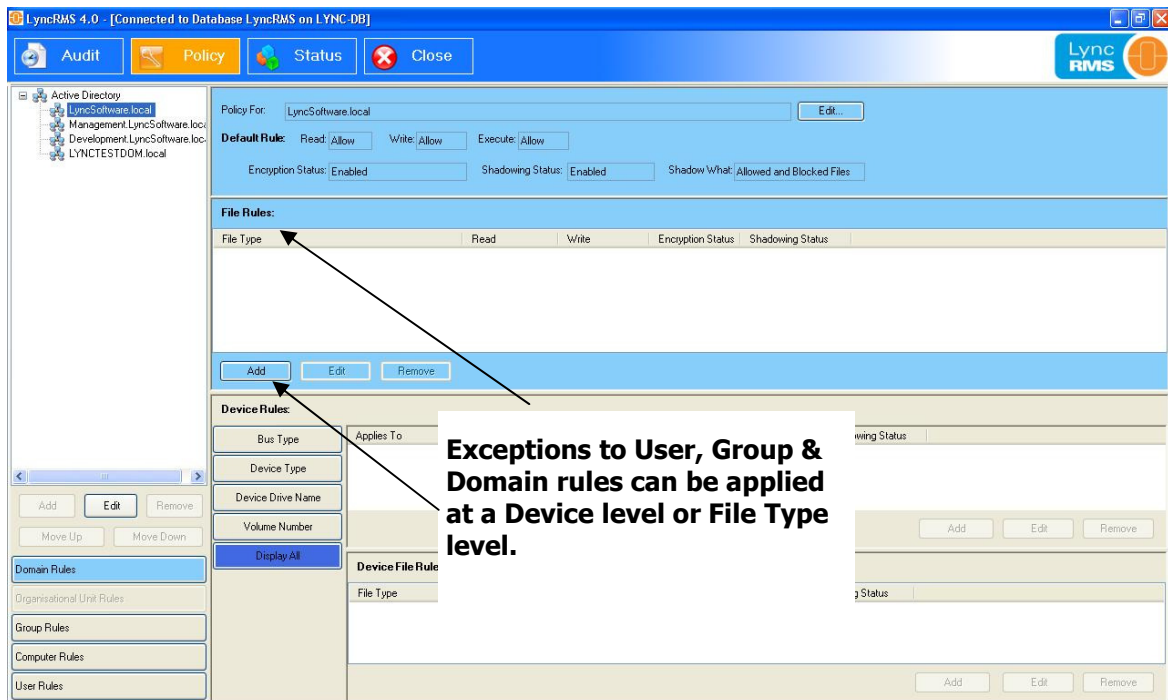 LyncRMS 4.0 - [Connected to Database LyncRMS on LYNC-DB]
Audit
Policy
Status
Close
Lync
RMS
Active Directory
LyncSoftware.local
Management.LyncSoftware.loca
Development.LyncSoftware.loc
LYNCTESTDOM.local
Policy For: LyncSoftware.local Edit...
Default Rule: Read: Allow Write: Allow Execute: Allow
Encryption Status: Enabled Shadowing Status: Enabled Shadow What: Allowed and Blocked Files
File Rules:
File Type Read Write Encryption Status Shadowing Status
Add Edit Remove
Device Rules:
Bus Type
Device Type
Device Drive Name
Volume Number
Display All
Applies To
Status
Add Edit Remove
Exceptions to User, Group &
Domain rules can be applied
at a Device level or File Type
level.
Device File Rule
File Type
Status
Add Edit Remove
Add Edit Remove
Move Up Move Down
Domain Rules
Organisational Unit Rules
Group Rules
Computer Rules
User Rules